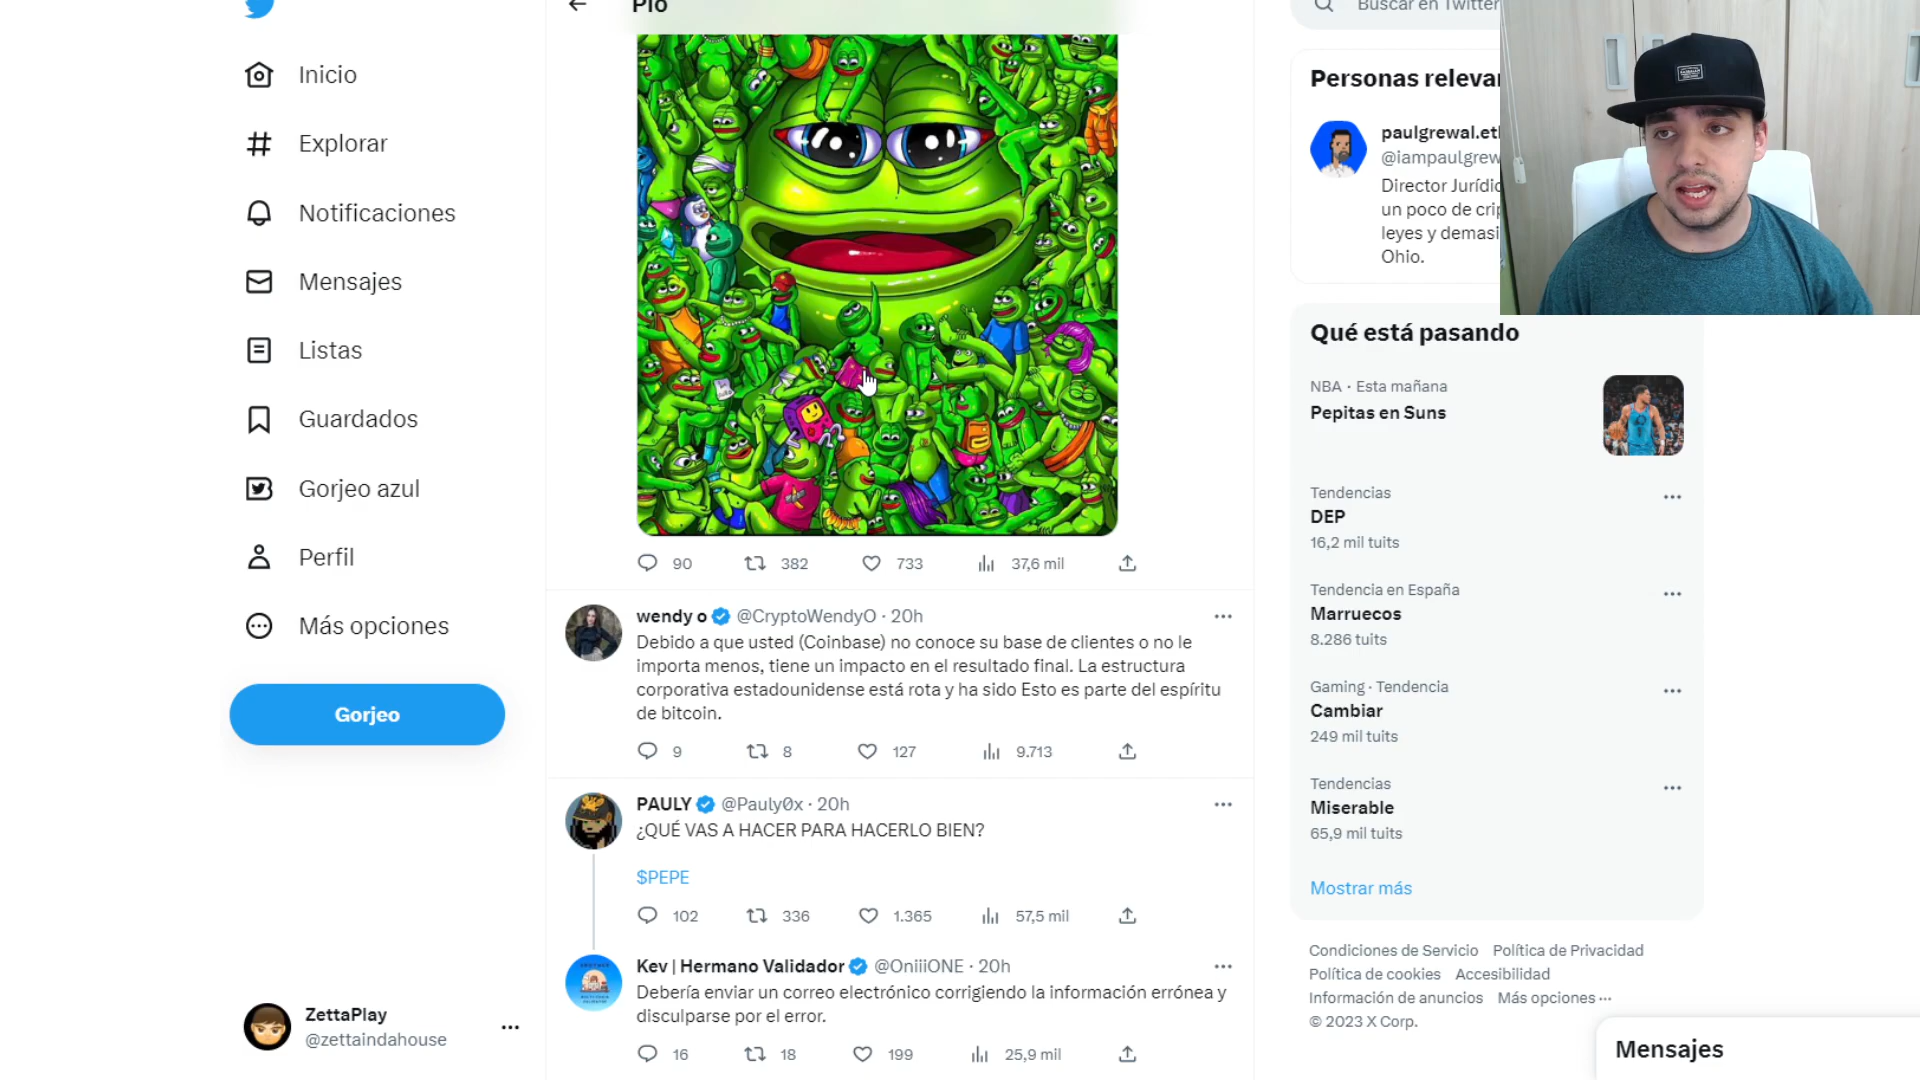 Pío
Buscar en Twitter
Inicio
Explorar
Notificaciones
Mensajes
Listas
Guardados
Gorjeo azul
Perfil
Más opciones
Gorjeo
ZettaPlay
@zettaindahouse
90 382 733 37,6 mil
wendy o @CryptoWendyO · 20h
Debido a que usted (Coinbase) no conoce su base de clientes o no le
importa menos, tiene un impacto en el resultado final. La estructura
corporativa estadounidense está rota y ha sido Esto es parte del espíritu
de bitcoin.
9 8 127 9.713
PAULY @Pauly0x · 20h
¿QUÉ VAS A HACER PARA HACERLO BIEN?
$PEPE
102 336 1.365 57,5 mil
Kev | Hermano Validador @OniiiONE · 20h
Debería enviar un correo electrónico corrigiendo la información errónea y
disculparse por el error.
16 18 199 25,9 mil
Personas relevan
paulgrewal.eth
@iampaulgrew
Director Jurídic
un poco de crip
leyes y demasi
Ohio.
Qué está pasando
NBA · Esta mañana
Pepitas en Suns
Tendencias
DEP
16,2 mil tuits
Tendencia en España
Marruecos
8.286 tuits
Gaming · Tendencia
Cambiar
249 mil tuits
Tendencias
Miserable
65,9 mil tuits
Mostrar más
Condiciones de Servicio Política de Privacidad
Política de cookies Accesibilidad
Información de anuncios Más opciones ···
© 2023 X Corp.
Mensajes